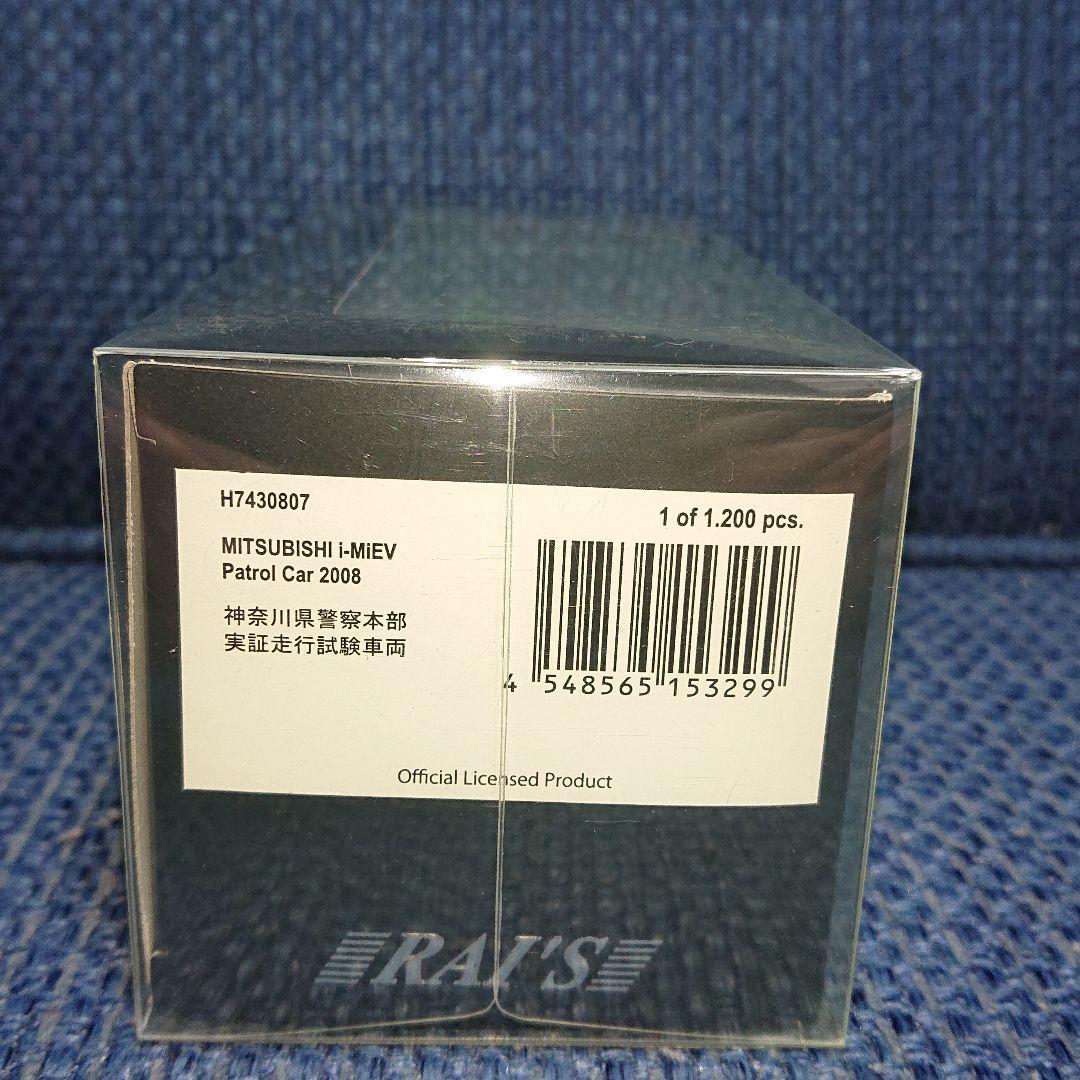 H7430807
1 of 1.200 pcs.
MITSUBISHI i-MiEV
Patrol Car 2008
神奈川県警察本部
実証走行試験車両
4 548565 153299
Official Licensed Product
RAI'S